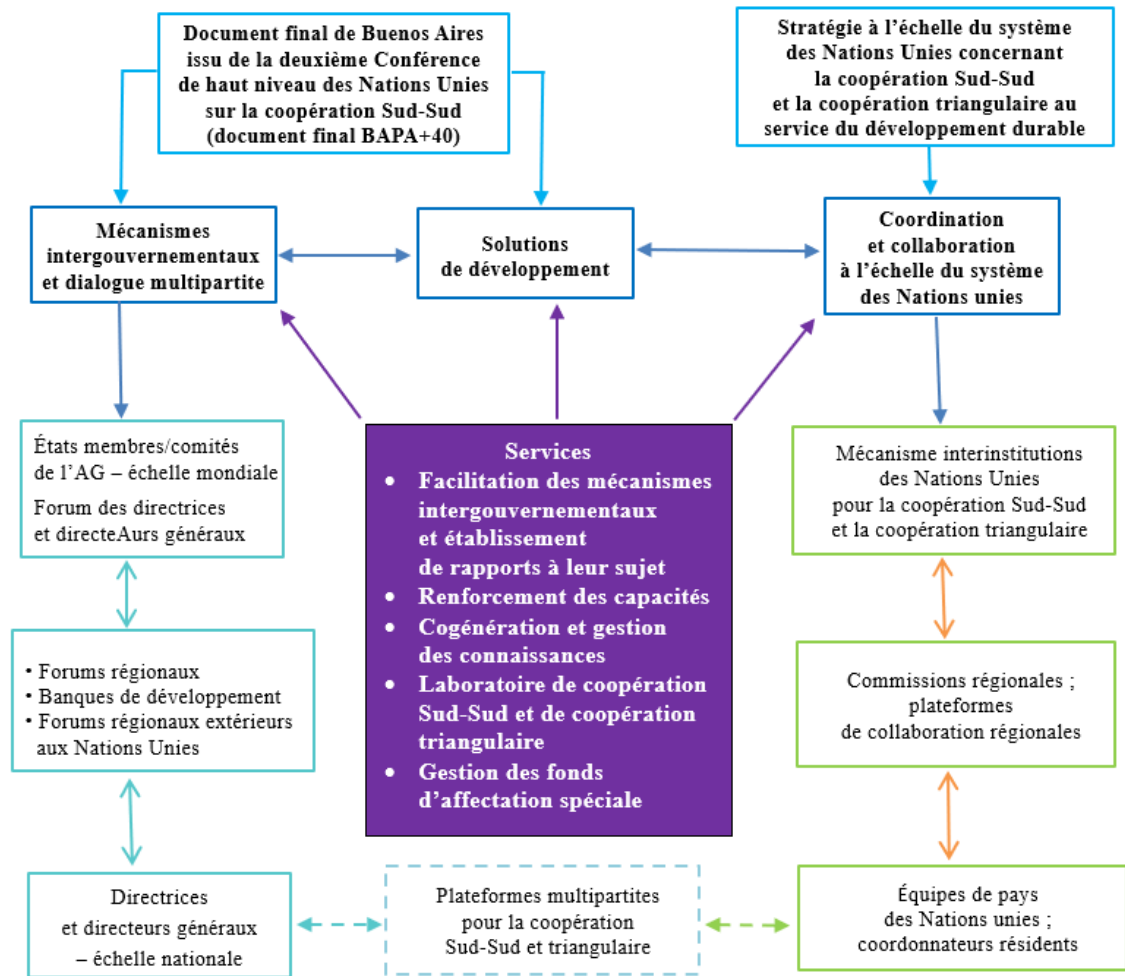 Document final de Buenos Aires
issu de la deuxième Conférence
de haut niveau des Nations Unies
sur la coopération Sud-Sud
(document final BAPA+40)
Stratégie à l’échelle du système
des Nations Unies concernant
la coopération Sud-Sud
et la coopération triangulaire au
service du développement durable
Mécanismes
intergouvernementaux
et dialogue multipartite
Solutions
de développement
Coordination
et collaboration
à l’échelle du système
des Nations unies
États membres/comités
de l’AG – échelle mondiale
Forum des directrices
et directeAurs généraux
Services
• Facilitation des mécanismes
intergouvernementaux
et établissement
de rapports à leur sujet
• Renforcement des capacités
• Cogénération et gestion
des connaissances
• Laboratoire de coopération
Sud-Sud et de coopération
triangulaire
• Gestion des fonds
d’affectation spéciale
Mécanisme interinstitutions
des Nations Unies
pour la coopération Sud-Sud
et la coopération triangulaire
• Forums régionaux
• Banques de développement
• Forums régionaux extérieurs
aux Nations Unies
Commissions régionales ;
plateformes
de collaboration régionales
Directrices
et directeurs généraux
– échelle nationale
Plateformes multipartites
pour la coopération
Sud-Sud et triangulaire
Équipes de pays
des Nations unies ;
coordonnateurs résidents